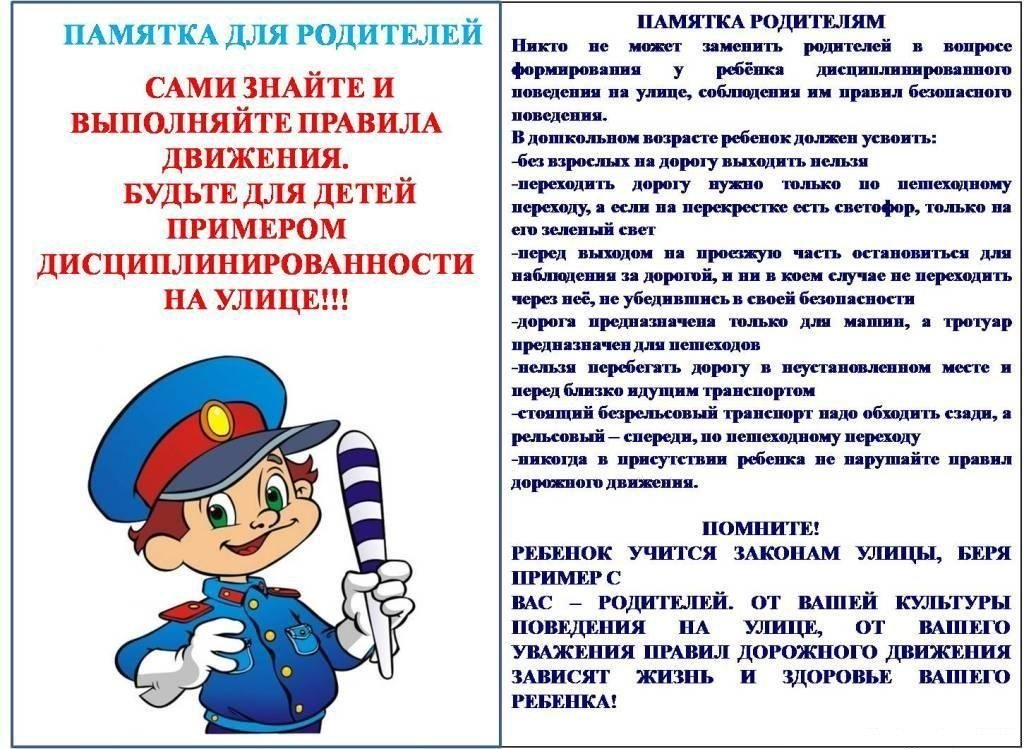 ПАМЯТКА ДЛЯ РОДИТЕЛЕЙ
САМИ ЗНАЙТЕ И
ВЫПОЛНЯЙТЕ ПРАВИЛА
ДВИЖЕНИЯ.
БУДЬТЕ ДЛЯ ДЕТЕЙ
ПРИМЕРОМ
ДИСЦИПЛИНИРОВАННОСТИ
НА УЛИЦЕ!!!
ПАМЯТКА РОДИТЕЛЯМ
Никто не может заменить родителей в вопросе
формирования у ребёнка дисциплинированного
поведения на улице, соблюдения им правил безопасного
поведения.
В дошкольном возрасте ребенок должен усвоить:
-без взрослых на дорогу выходить нельзя
-переходить дорогу нужно только по пешеходному
переходу, а если на перекрестке есть светофор, только на
его зеленый свет
-перед выходом на проезжую часть остановиться для
наблюдения за дорогой, и ни в коем случае не переходить
через неё, не убедившись в своей безопасности
-дорога предназначена только для машин, а тротуар
предназначен для пешеходов
-нельзя перебегать дорогу в неустановленном месте и
перед близко идущим транспортом
-стоящий безрельсовый транспорт надо обходить сзади, а
рельсовый – спереди, по пешеходному переходу
-никогда в присутствии ребенка не нарушайте правил
дорожного движения.
ПОМНИТЕ!
РЕБЕНОК УЧИТСЯ ЗАКОНАМ УЛИЦЫ, БЕРЯ
ПРИМЕР С
ВАС – РОДИТЕЛЕЙ. ОТ ВАШЕЙ КУЛЬТУРЫ
ПОВЕДЕНИЯ НА УЛИЦЕ, ОТ ВАШЕГО
УВАЖЕНИЯ ПРАВИЛ ДОРОЖНОГО ДВИЖЕНИЯ
ЗАВИСЯТ ЖИЗНЬ И ЗДОРОВЬЕ ВАШЕГО
РЕБЕНКА!